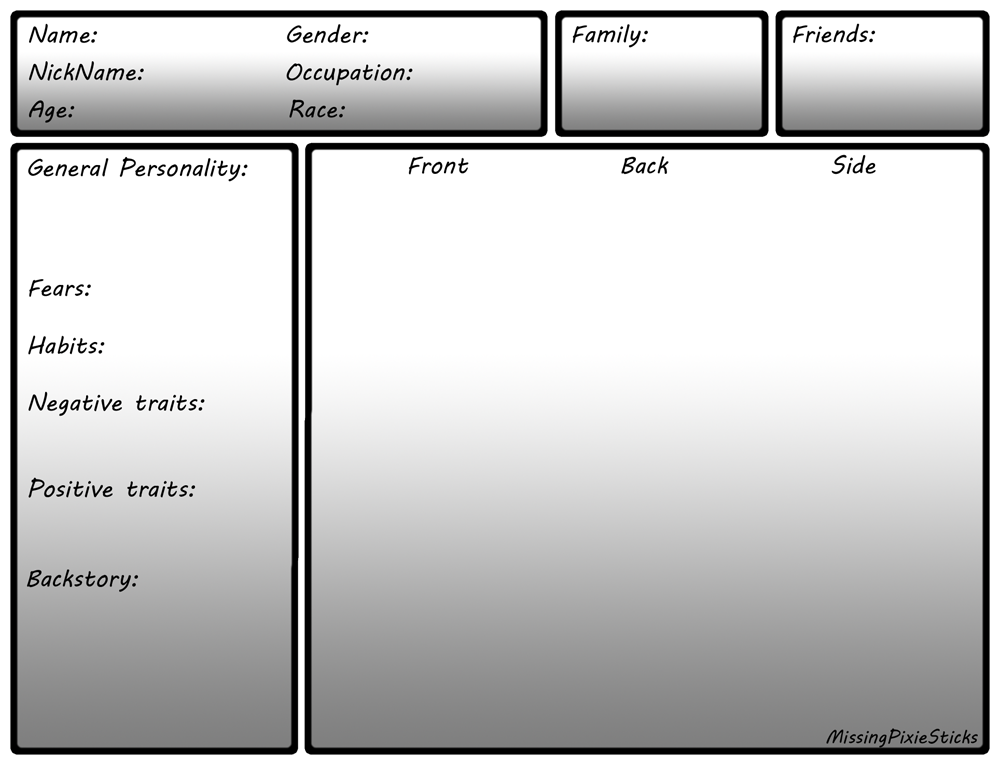 Name:
Gender:
NickName:
Occupation:
Age:
Race:
Family:
Friends:
General Personality:
Fears:
Habits:
Negative traits:
Positive traits:
Backstory:
Front
Back
Side
MissingPixieSticks